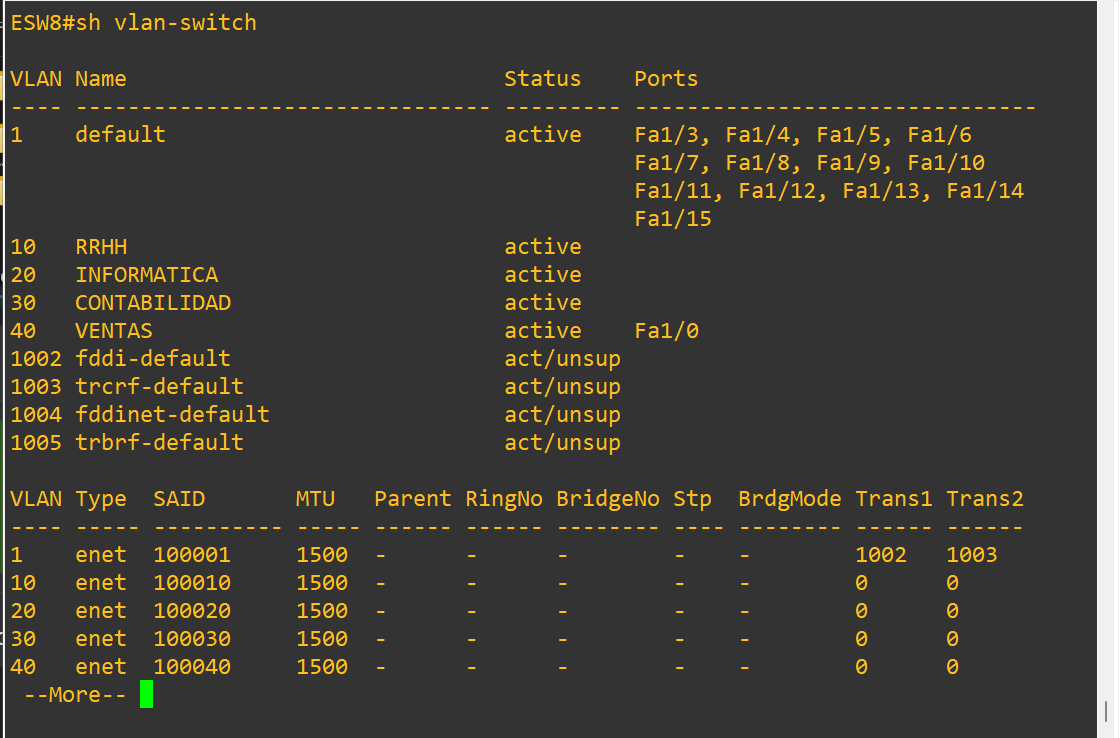 ESW8#sh vlan-switch

VLAN Name                             Status    Ports
---- -------------------------------- --------- -------------------------------
1    default                          active    Fa1/3, Fa1/4, Fa1/5, Fa1/6
                                                Fa1/7, Fa1/8, Fa1/9, Fa1/10
                                                Fa1/11, Fa1/12, Fa1/13, Fa1/14
                                                Fa1/15
10   RRHH                             active
20   INFORMATICA                      active
30   CONTABILIDAD                     active
40   VENTAS                           active    Fa1/0
1002 fddi-default                     act/unsup
1003 trcrf-default                    act/unsup
1004 fddinet-default                  act/unsup
1005 trbrf-default                    act/unsup

VLAN Type  SAID       MTU   Parent RingNo BridgeNo Stp  BrdgMode Trans1 Trans2
---- ----- ---------- ----- ------ ------ -------- ---- -------- ------ ------
1    enet  100001     1500  -      -      -        -    -        1002   1003
10   enet  100010     1500  -      -      -        -    -        0      0
20   enet  100020     1500  -      -      -        -    -        0      0
30   enet  100030     1500  -      -      -        -    -        0      0
40   enet  100040     1500  -      -      -        -    -        0      0
 --More--